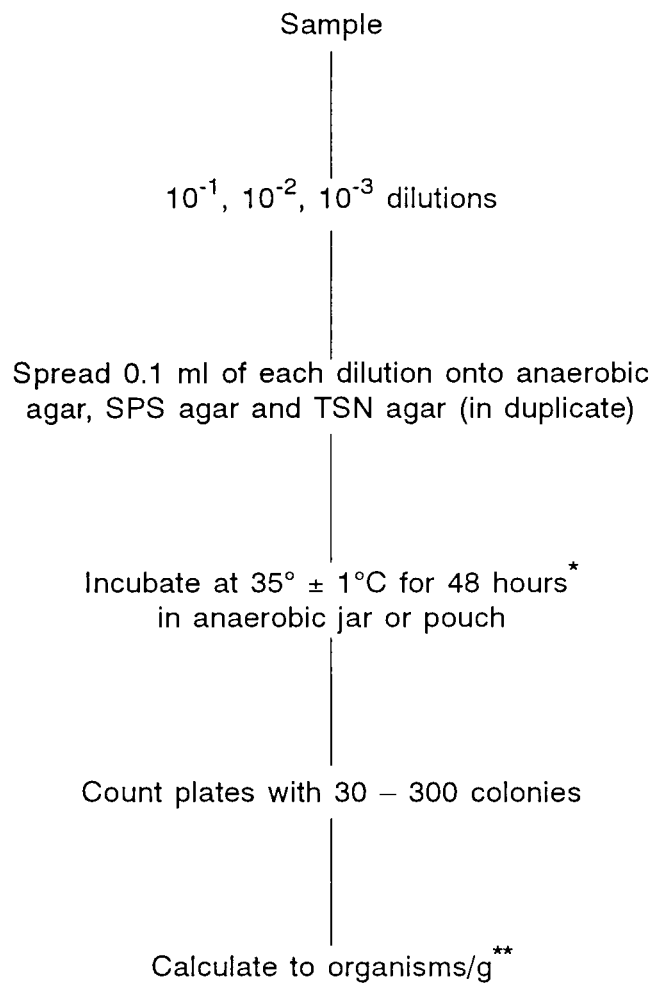 Sample
10⁻¹, 10⁻², 10⁻³ dilutions
Spread 0.1 ml of each dilution onto anaerobic
agar, SPS agar and TSN agar (in duplicate)
Incubate at 35° ± 1°C for 48 hours*
in anaerobic jar or pouch
Count plates with 30 – 300 colonies
Calculate to organisms/g**